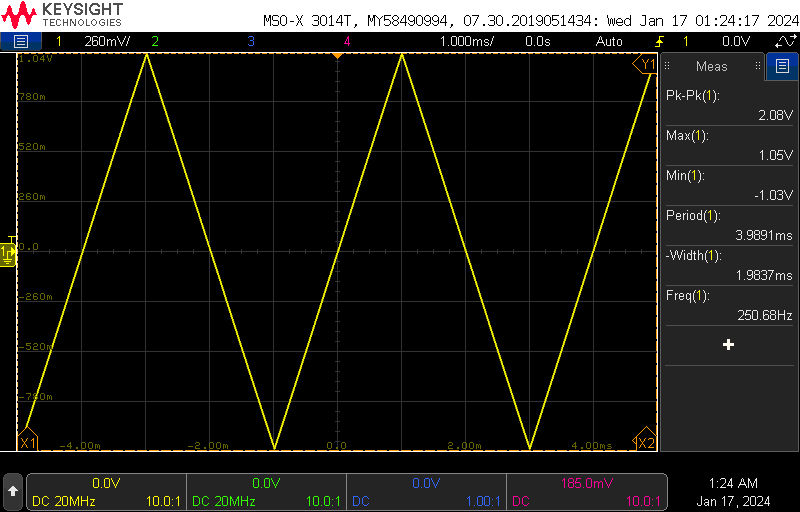 KEYSIGHT
TECHNOLOGIES
MSO-X 3014T, MY58490994, 07.30.2019051434: Wed Jan 17 01:24:17 2024
1 260mV/ 2 3 4 1.000ms/ 0.0s Auto 1 0.0V
1.04V
780m
520m
260m
0.0
-260m
-520m
-780m
-4.00m -2.00m 0.0 2.00m 4.00m
T
1
Y1
X1
X2
Meas
Pk-Pk(1):
2.08V
Max(1):
1.05V
Min(1):
-1.03V
Period(1):
3.9891ms
-Width(1):
1.9837ms
Freq(1):
250.68Hz
+
0.0V 0.0V 0.0V 185.0mV
DC 20MHz 10.0:1 DC 20MHz 10.0:1 DC 1.00:1 DC 10.0:1
1:24 AM
Jan 17, 2024